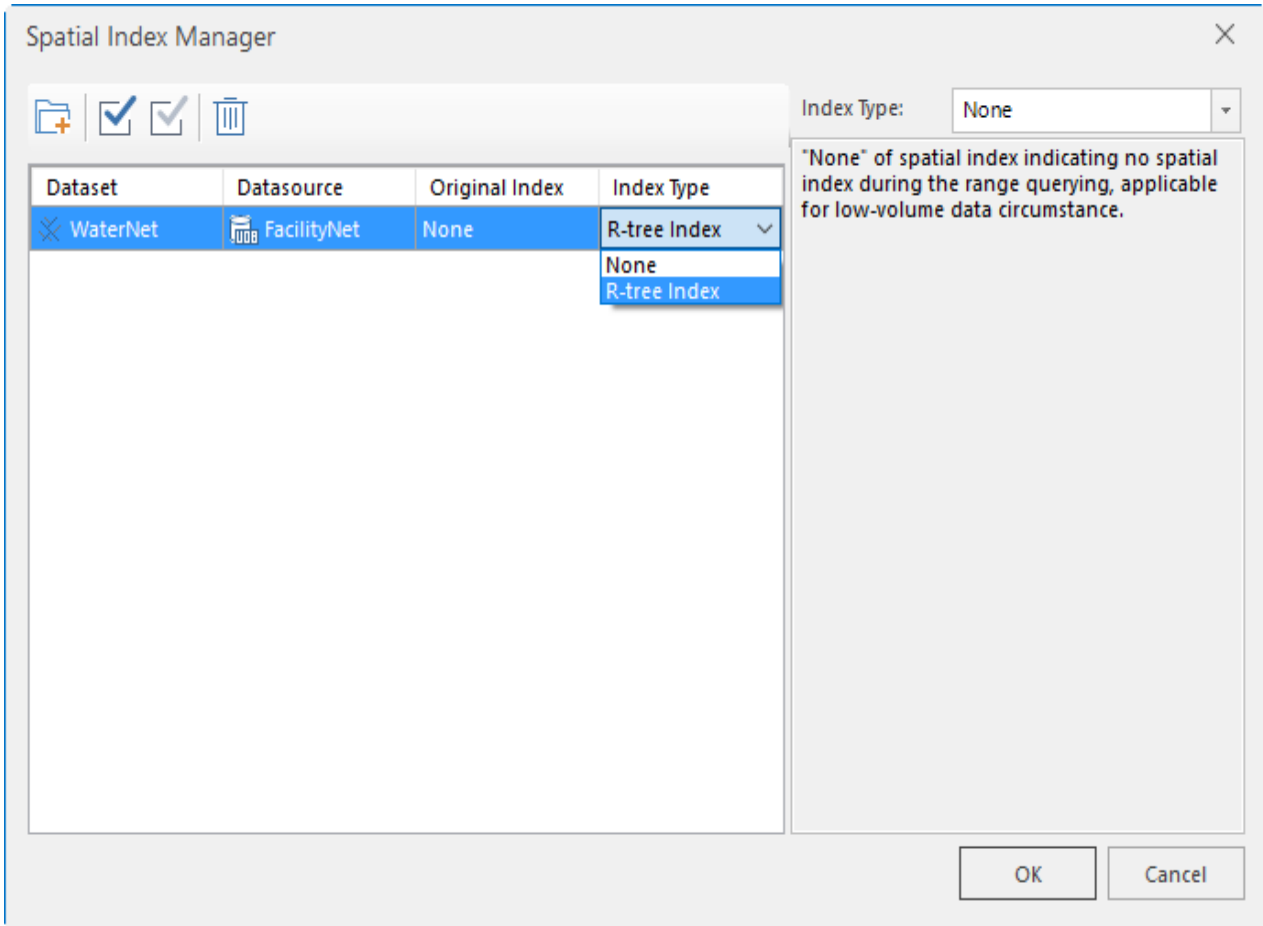 Spatial Index Manager
Index Type: None
"None" of spatial index indicating no spatial
index during the range querying, applicable
for low-volume data circumstance.
Dataset Datasource Original Index Index Type
WaterNet UDB FacilityNet None R-tree Index
None
R-tree Index
OK Cancel